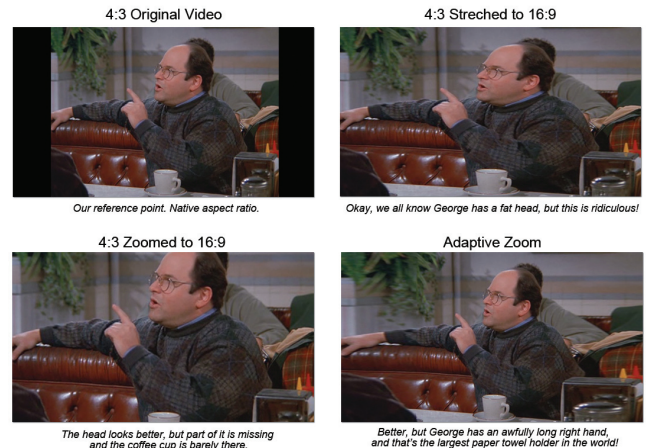 4:3 Original Video
4:3 Streched to 16:9
Our reference point. Native aspect ratio.
Okay, we all know George has a fat head, but this is ridiculous!
4:3 Zoomed to 16:9
Adaptive Zoom
The head looks better, but part of it is missing
and the coffee cup is barely there.
Better, but George has an awfully long right hand,
and that's the largest paper towel holder in the world!